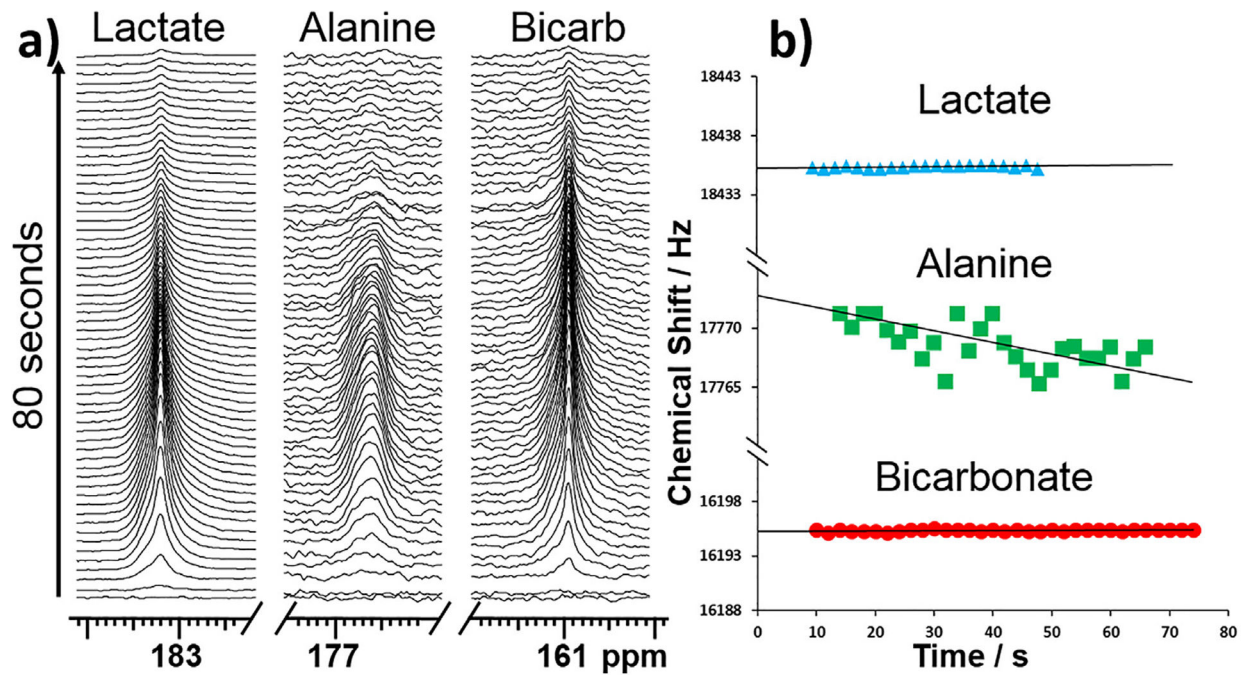 a)
Lactate
Alanine
Bicarb
80 seconds
183
177
161 ppm
b)
Chemical Shift / Hz
18443
18438
18433
17770
17765
16198
16193
16188
Lactate
Alanine
Bicarbonate
0 10 20 30 40 50 60 70 80
Time / s